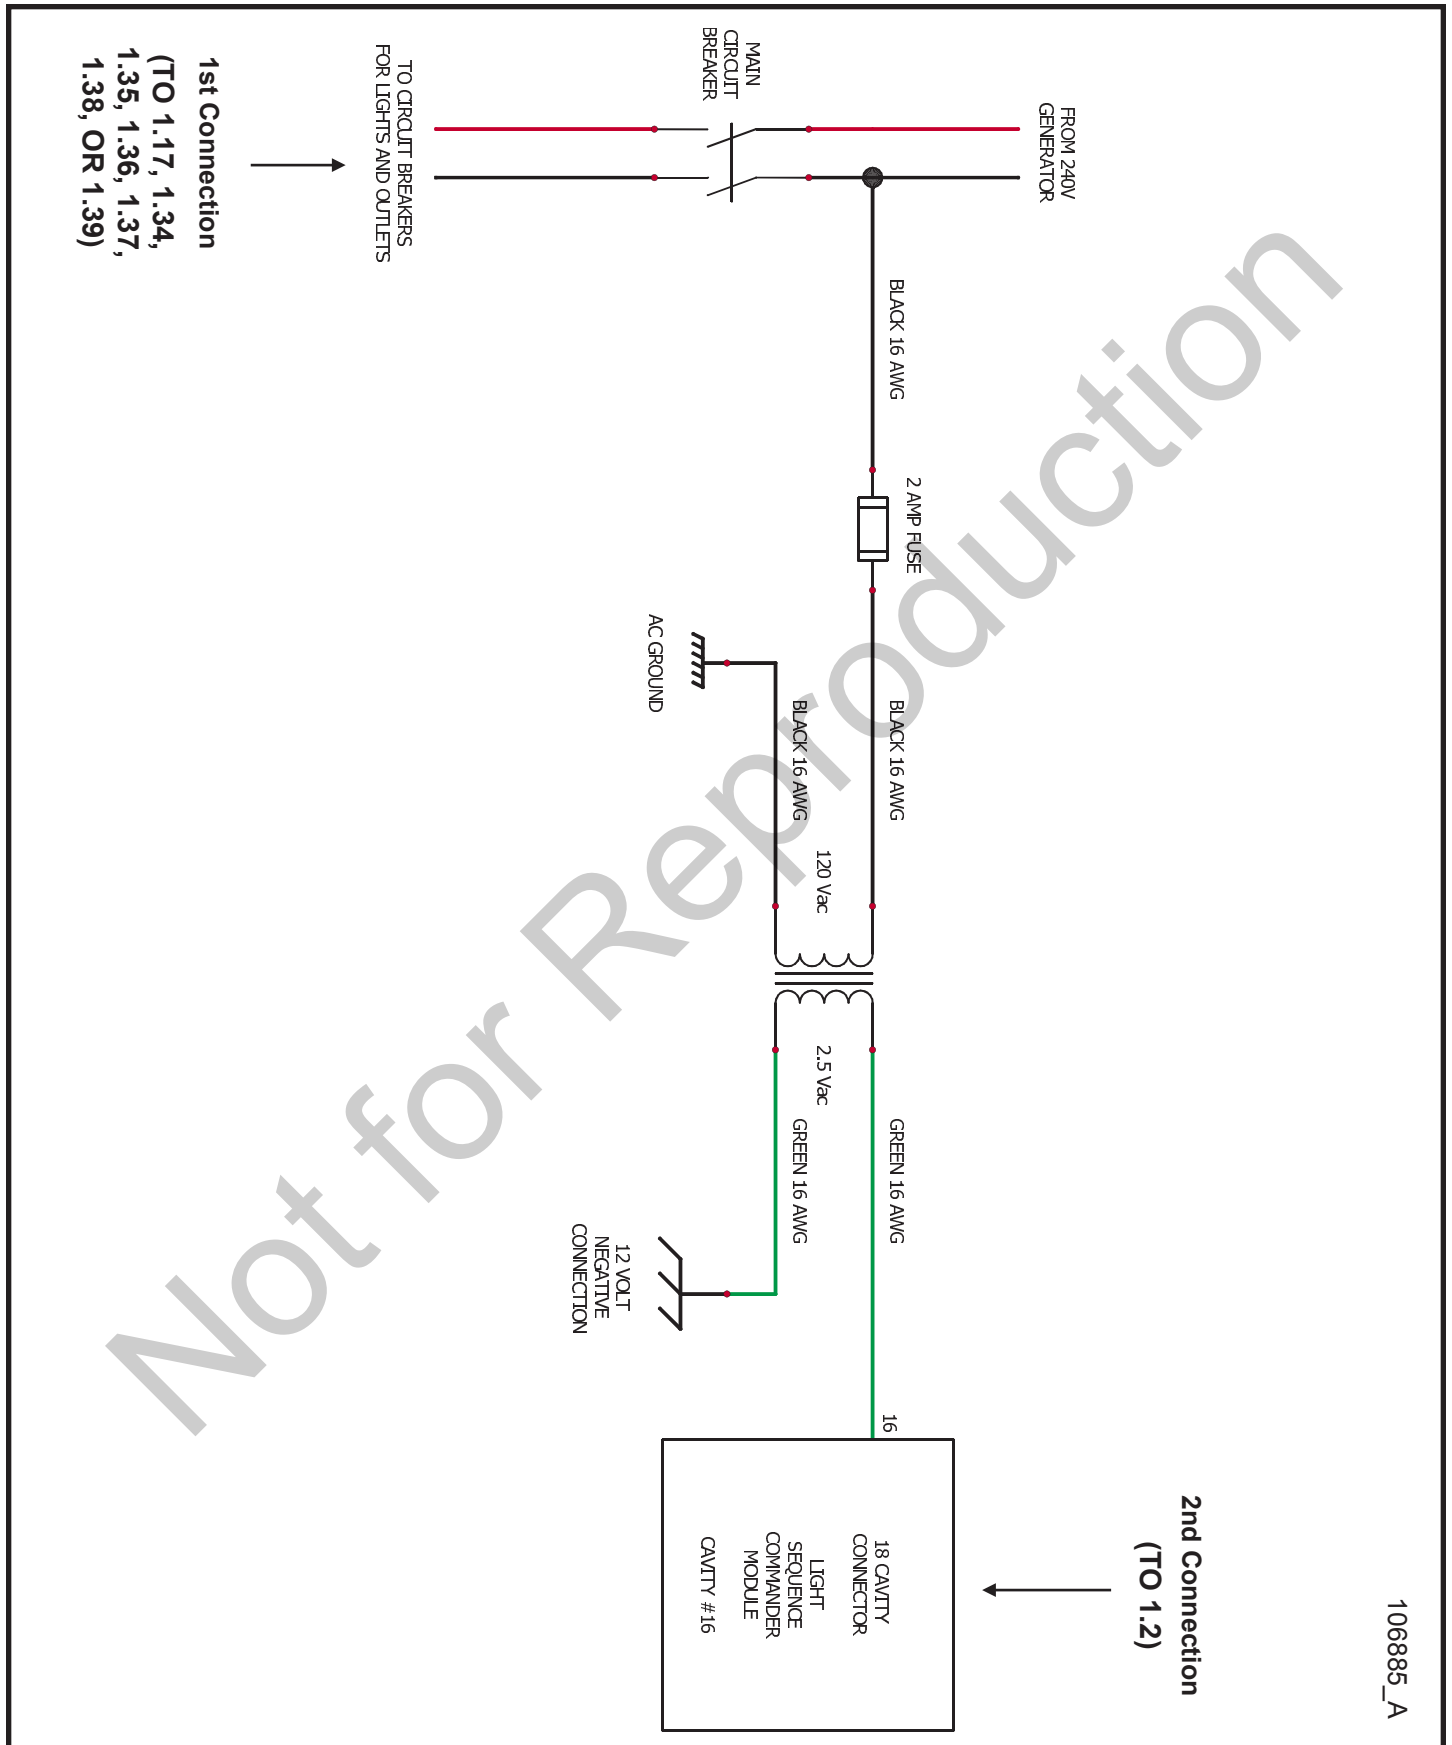 106885_A
FROM 240V
GENERATOR
MAIN
CIRCUIT
BREAKER
TO CIRCUIT BREAKERS
FOR LIGHTS AND OUTLETS
1st Connection
(TO 1.17, 1.34,
1.35, 1.36, 1.37,
1.38, OR 1.39)
BLACK 16 AWG
2 AMP FUSE
BLACK 16 AWG
BLACK 16 AWG
AC GROUND
120 Vac
2.5 Vac
GREEN 16 AWG
GREEN 16 AWG
12 VOLT
NEGATIVE
CONNECTION
16
18 CAVITY
CONNECTOR
LIGHT
SEQUENCE
COMMANDER
MODULE
CAVITY #16
2nd Connection
(TO 1.2)
Not for Reproduction